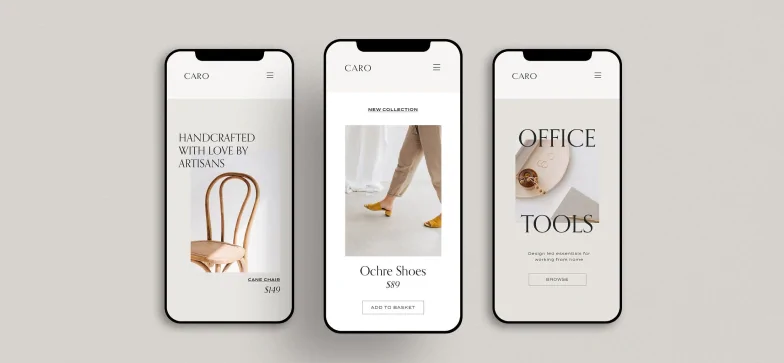 CARO
HANDCRAFTED
WITH LOVE BY
ARTISANS
CANE CHAIR
$149
CARO
NEW COLLECTION
Ochre Shoes
$89
ADD TO BASKET
CARO
OFFICE
TOOLS
Design led essentials for
working from home
BROWSE